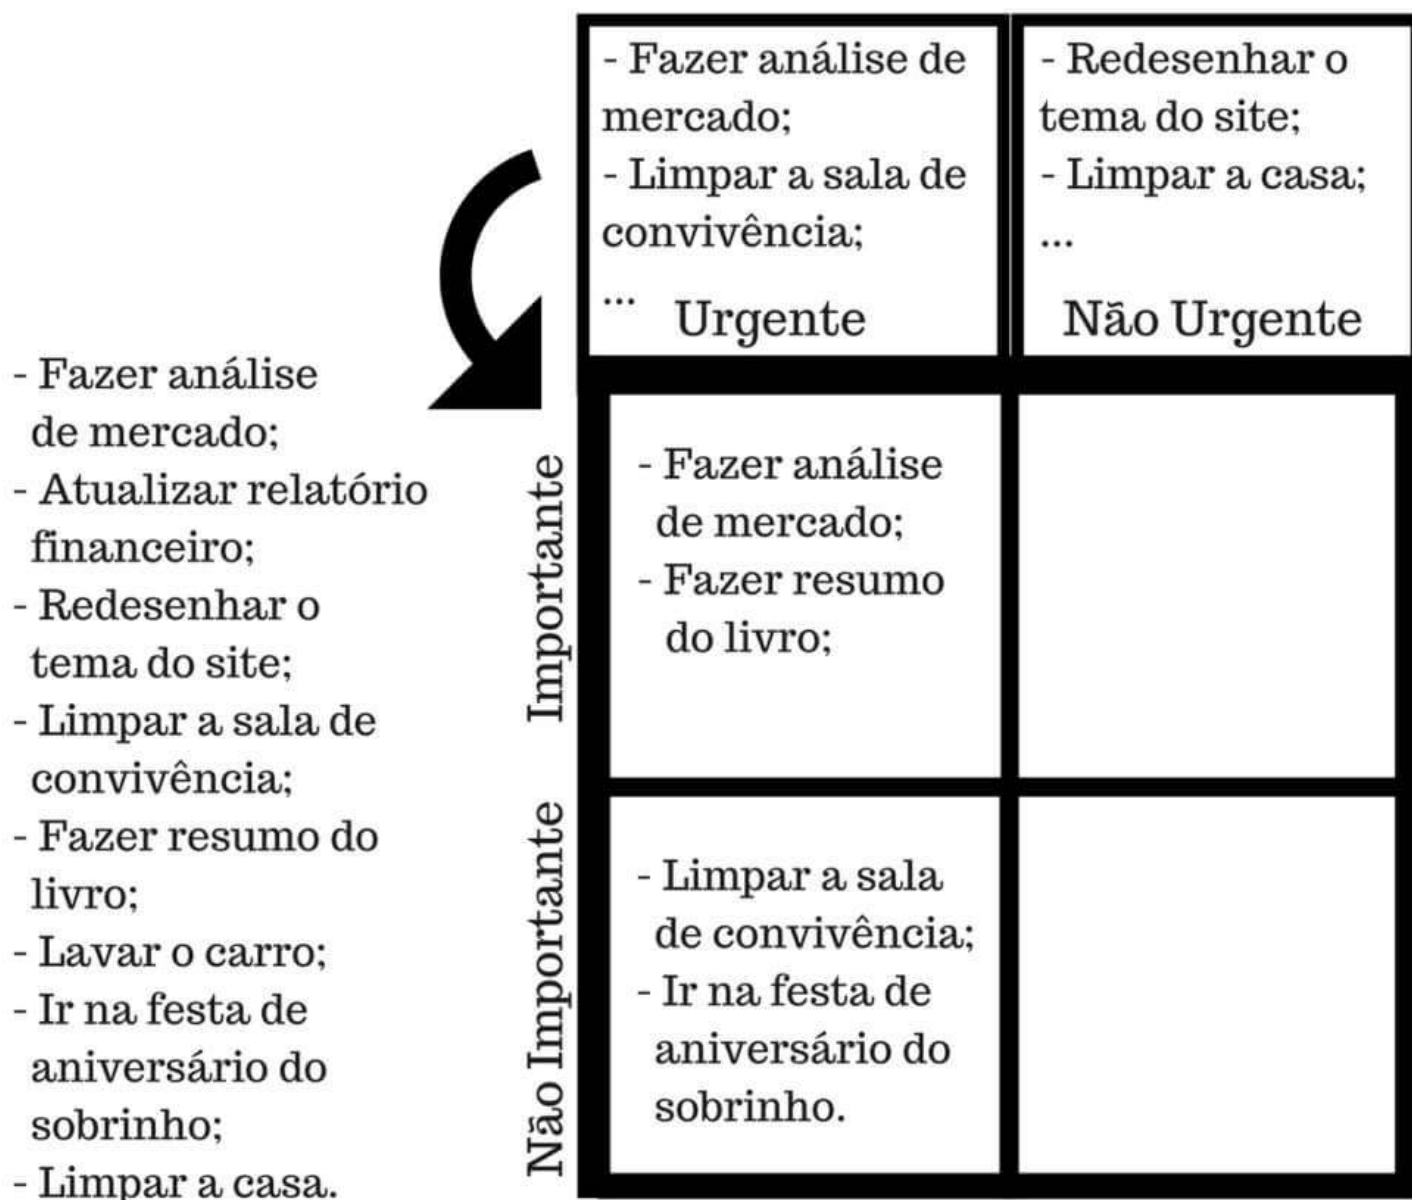 - Fazer análise de
mercado;
- Limpar a sala de
convivência;
...
Urgente
- Redesenhar o
tema do site;
- Limpar a casa;
...
Não Urgente
- Fazer análise
de mercado;
- Atualizar relatório
financeiro;
- Redesenhar o
tema do site;
- Limpar a sala de
convivência;
- Fazer resumo do
livro;
- Lavar o carro;
- Ir na festa de
aniversário do
sobrinho;
- Limpar a casa.
Importante
- Fazer análise
de mercado;
- Fazer resumo
do livro;
Não Importante
- Limpar a sala
de convivência;
- Ir na festa de
aniversário do
sobrinho.